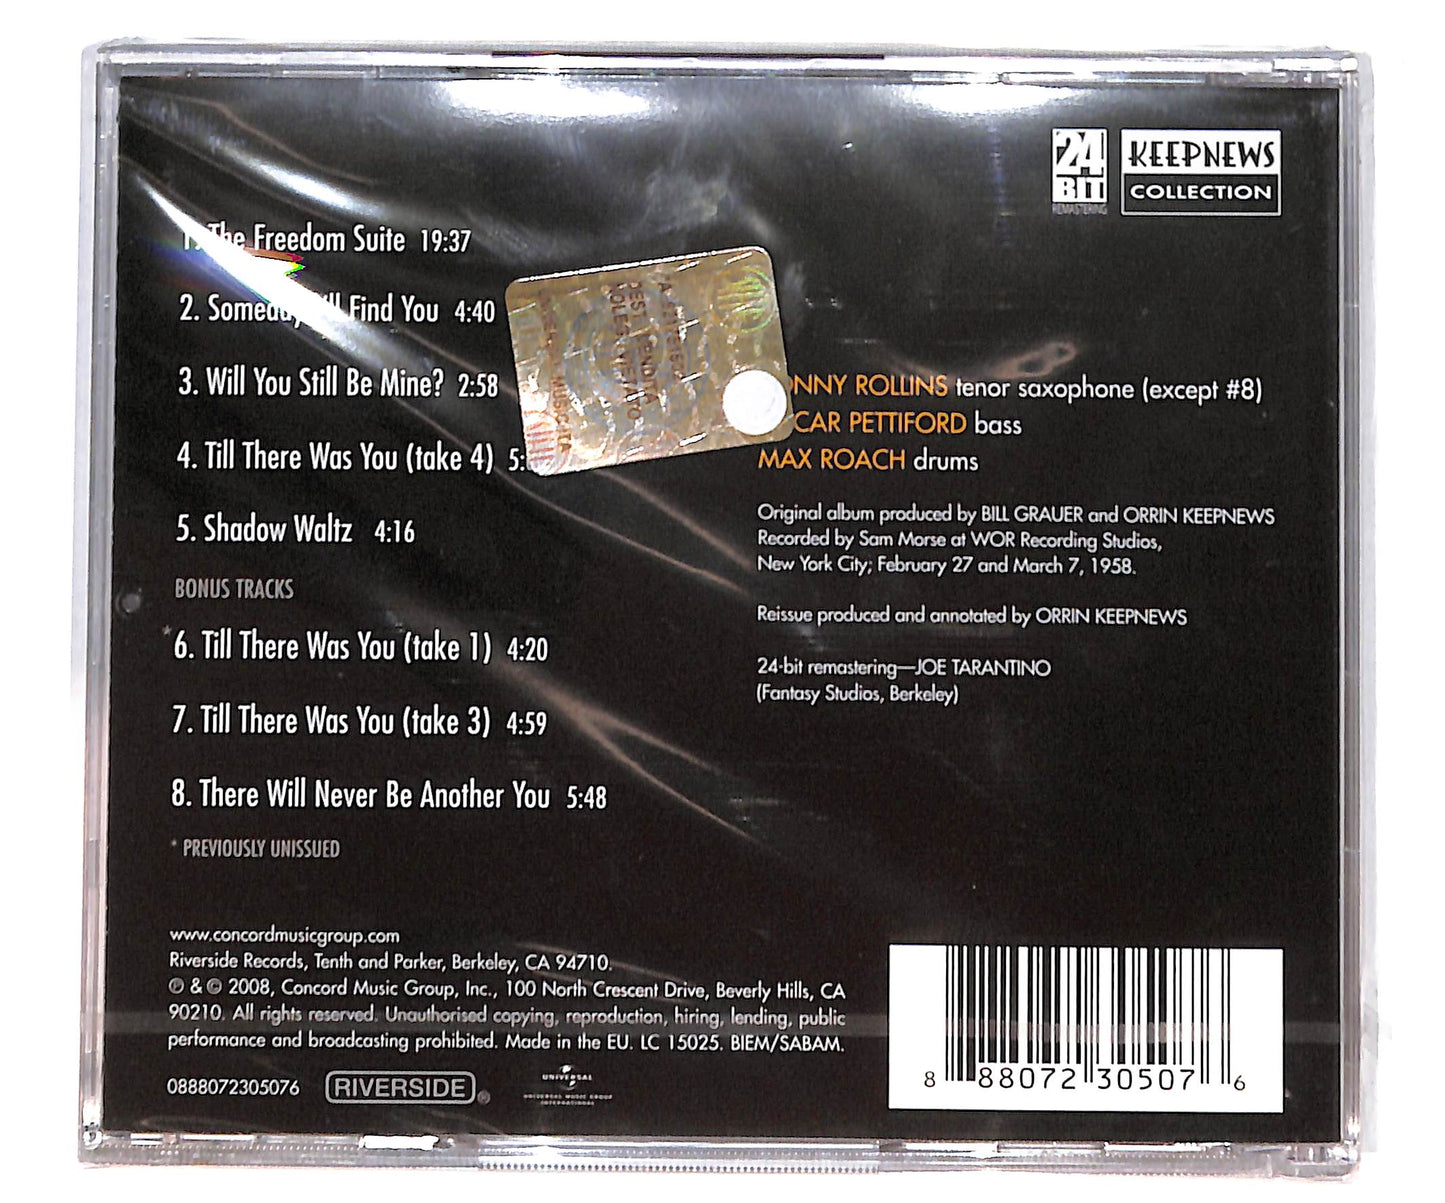 24
BIT
REMASTERING
KEEPNEWS
COLLECTION
The Freedom Suite 19:37
2. Someday I'll Find You 4:40
3. Will You Still Be Mine? 2:58
4. Till There Was You (take 4)
5. Shadow Waltz 4:16
BONUS TRACKS
* 6. Till There Was You (take 1) 4:20
7. Till There Was You (take 3) 4:59
8. There Will Never Be Another You 5:48
* PREVIOUSLY UNISSUED
ONNY ROLLINS tenor saxophone (except #8)
CAR PETTIFORD bass
MAX ROACH drums
Original album produced by BILL GRAUER and ORRIN KEEPNEWS
Recorded by Sam Morse at WOR Recording Studios,
New York City; February 27 and March 7, 1958.
Reissue produced and annotated by ORRIN KEEPNEWS
24-bit remastering—JOE TARANTINO
(Fantasy Studios, Berkeley)
www.concordmusicgroup.com
Riverside Records, Tenth and Parker, Berkeley, CA 94710.
℗ & © 2008, Concord Music Group, Inc., 100 North Crescent Drive, Beverly Hills, CA
90210. All rights reserved. Unauthorised copying, reproduction, hiring, lending, public
performance and broadcasting prohibited. Made in the EU. LC 15025. BIEM/SABAM.
0888072305076 RIVERSIDE ®
UNIVERSAL
UNIVERSAL MUSIC GROUP
INTERNATIONAL
8 88072 30507 6